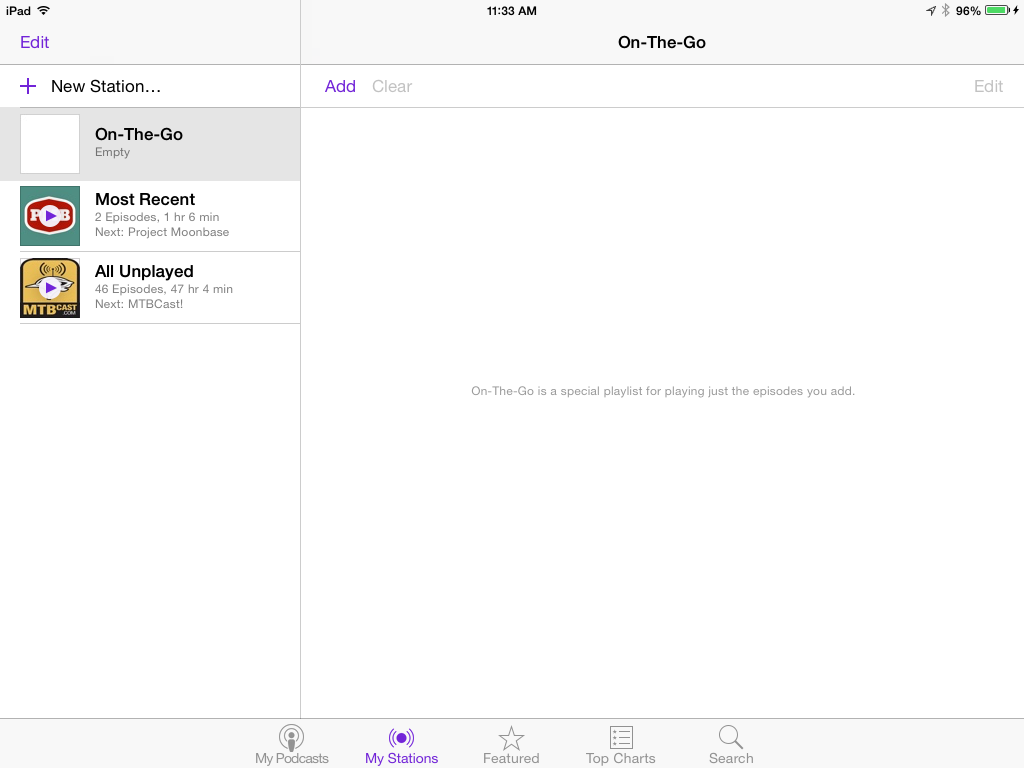 iPad 11:33 AM 96%
Edit On-The-Go
New Station…
Add Clear Edit
On-The-Go
Empty
Most Recent
2 Episodes, 1 hr 6 min
Next: Project Moonbase
All Unplayed
46 Episodes, 47 hr 4 min
Next: MTBCast!
MTBCAST
.COM
On-The-Go is a special playlist for playing just the episodes you add.
My Podcasts My Stations Featured Top Charts Search